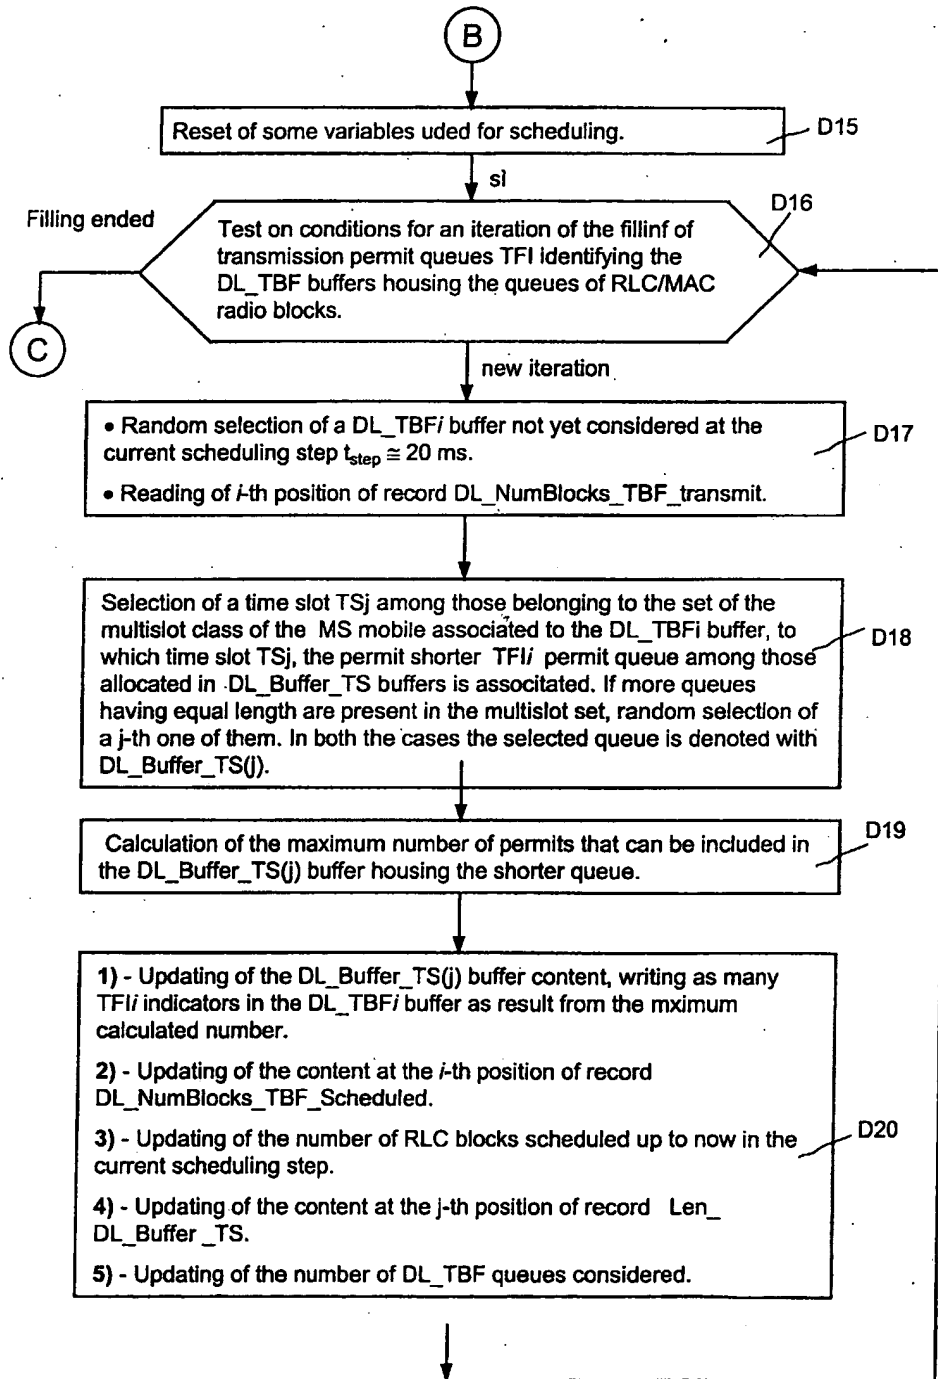 B
Reset of some variables uded for scheduling.
D15
sì
Filling ended
D16
Test on conditions for an iteration of the fillinf of
transmission permit queues TFI identifying the
DL_TBF buffers housing the queues of RLC/MAC
radio blocks.
C
new iteration
• Random selection of a DL_TBFi buffer not yet considered at the
current scheduling step tstep ≅ 20 ms.
• Reading of i-th position of record DL_NumBlocks_TBF_transmit.
D17
Selection of a time slot TSj among those belonging to the set of the
multislot class of the MS mobile associated to the DL_TBFi buffer, to
which time slot TSj, the permit shorter TFIi permit queue among those
allocated in DL_Buffer_TS buffers is associtated. If more queues
having equal length are present in the multislot set, random selection of
a j-th one of them. In both the cases the selected queue is denoted with
DL_Buffer_TS(j).
D18
Calculation of the maximum number of permits that can be included in
the DL_Buffer_TS(j) buffer housing the shorter queue.
D19
1) - Updating of the DL_Buffer_TS(j) buffer content, writing as many
TFIi indicators in the DL_TBFi buffer as result from the mximum
calculated number.
2) - Updating of the content at the i-th position of record
DL_NumBlocks_TBF_Scheduled.
3) - Updating of the number of RLC blocks scheduled up to now in the
current scheduling step.
4) - Updating of the content at the j-th position of record Len_
DL_Buffer _TS.
5) - Updating of the number of DL_TBF queues considered.
D20